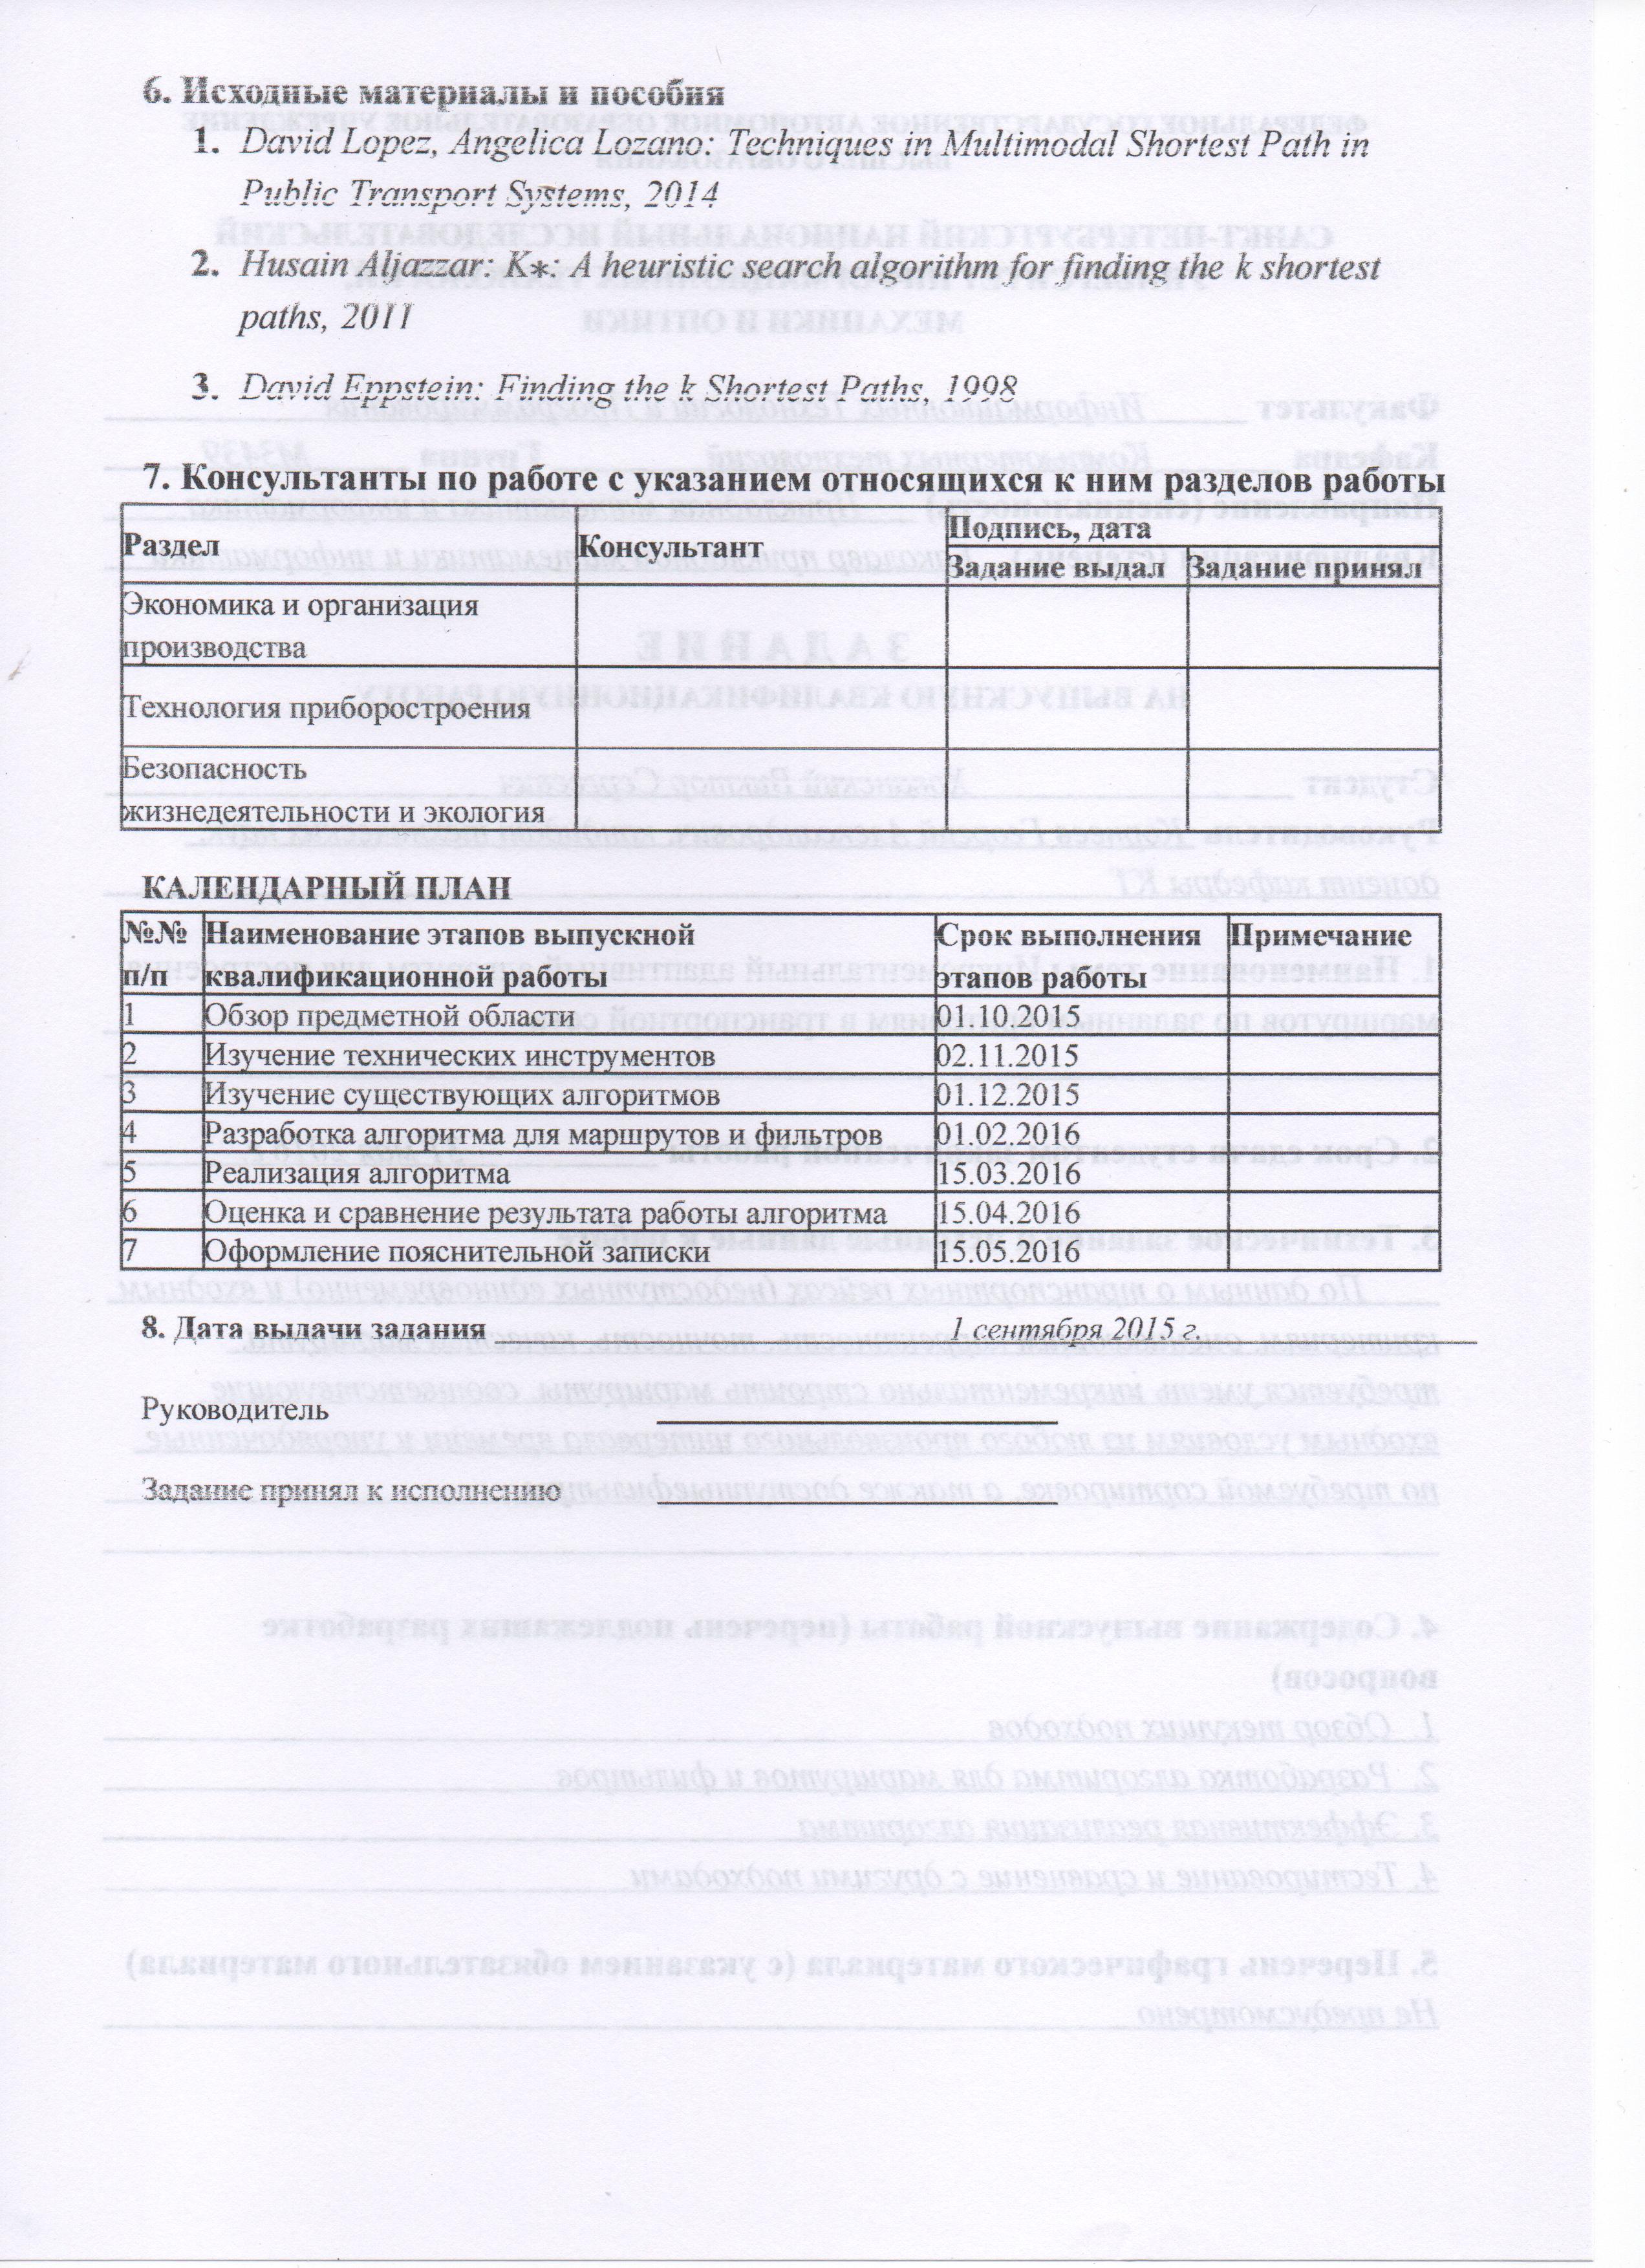 6. Исходные материалы и пособия
1. David Lopez, Angelica Lozano: Techniques in Multimodal Shortest Path in
Public Transport Systems, 2014
2. Husain Aljazzar: K∗: A heuristic search algorithm for finding the k shortest
paths, 2011
3. David Eppstein: Finding the k Shortest Paths, 1998
7. Консультанты по работе с указанием относящихся к ним разделов работы
Раздел Консультант Подпись, дата
Задание выдал Задание принял
Экономика и организация
производства
Технология приборостроения
Безопасность
жизнедеятельности и экология
КАЛЕНДАРНЫЙ ПЛАН
№№ Наименование этапов выпускной Срок выполнения Примечание
п/п квалификационной работы этапов работы
1 Обзор предметной области 01.10.2015
2 Изучение технических инструментов 02.11.2015
3 Изучение существующих алгоритмов 01.12.2015
4 Разработка алгоритма для маршрутов и фильтров 01.02.2016
5 Реализация алгоритма 15.03.2016
6 Оценка и сравнение результата работы алгоритма 15.04.2016
7 Оформление пояснительной записки 15.05.2016
8. Дата выдачи задания 1 сентября 2015 г.
Руководитель
Задание принял к исполнению